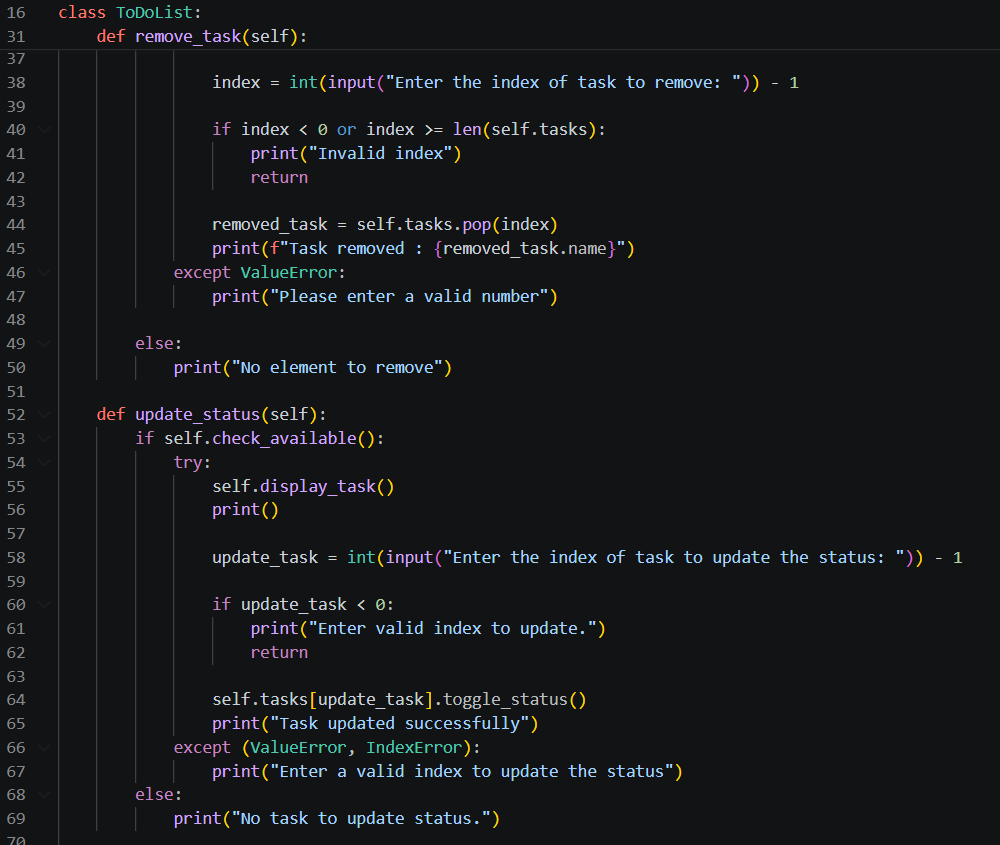 16 class ToDoList:
31     def remove_task(self):
37
38             index = int(input("Enter the index of task to remove: ")) - 1
39
40             if index < 0 or index >= len(self.tasks):
41                 print("Invalid index")
42                 return
43
44             removed_task = self.tasks.pop(index)
45             print(f"Task removed : {removed_task.name}")
46         except ValueError:
47             print("Please enter a valid number")
48
49     else:
50         print("No element to remove")
51
52     def update_status(self):
53         if self.check_available():
54             try:
55                 self.display_task()
56                 print()
57
58                 update_task = int(input("Enter the index of task to update the status: ")) - 1
59
60                 if update_task < 0:
61                     print("Enter valid index to update.")
62                     return
63
64                 self.tasks[update_task].toggle_status()
65                 print("Task updated successfully")
66             except (ValueError, IndexError):
67                 print("Enter a valid index to update the status")
68         else:
69             print("No task to update status.")
70